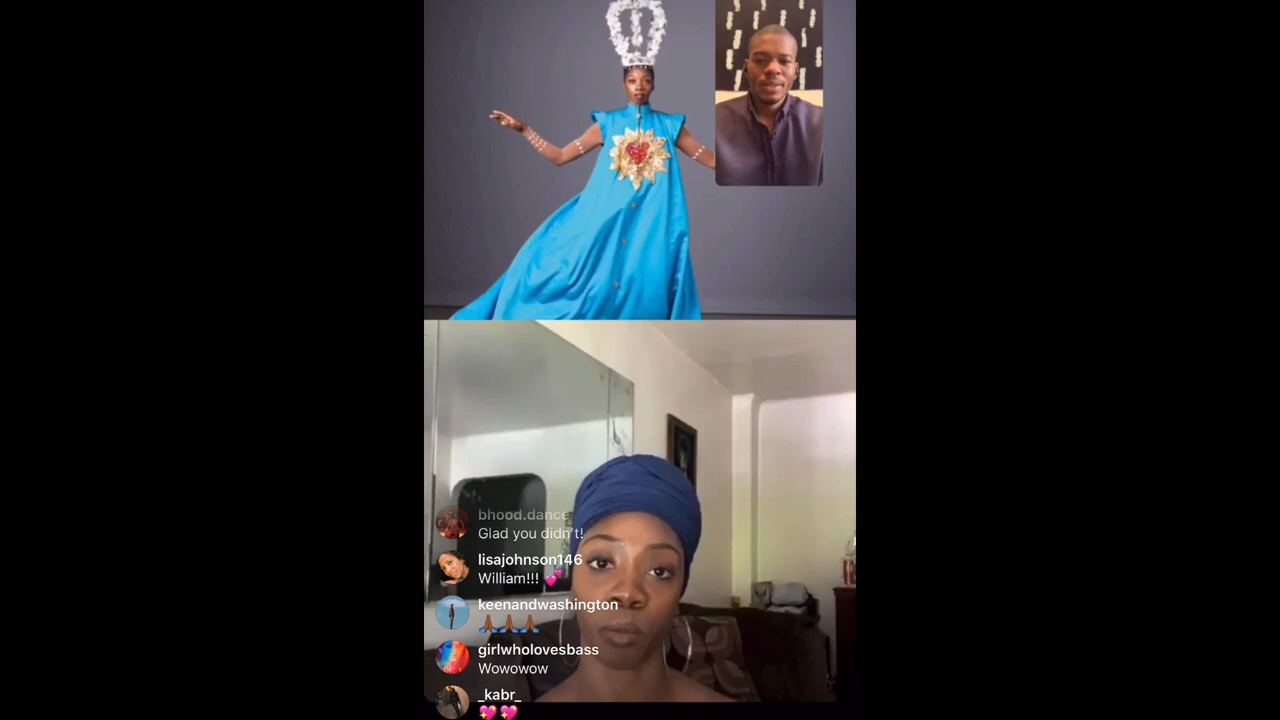 bhood.dance
Glad you didn't!
lisajohnson146
William!!! 💕
keenandwashington
🙏🏾🙏🏾🙏🏾
girlwholovesbass
Wowowow
_kabr_
💖💖